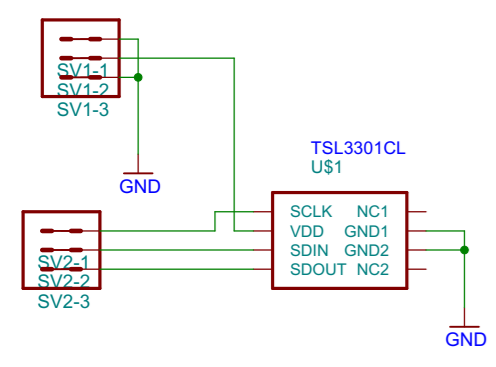 SV1-1
SV1-2
SV1-3
GND
TSL3301CL
U$1
SCLK NC1
VDD GND1
SDIN GND2
SDOUT NC2
SV2-1
SV2-2
SV2-3
GND